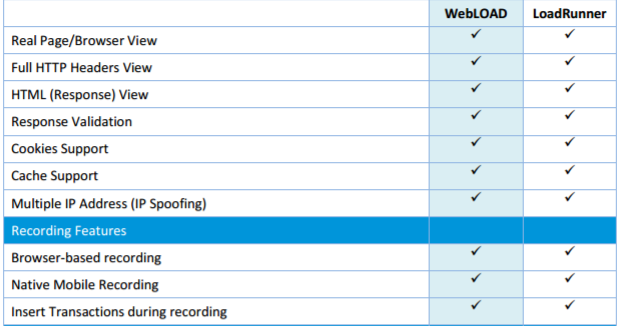 WebLOAD LoadRunner
Real Page/Browser View ✓ ✓
Full HTTP Headers View ✓ ✓
HTML (Response) View ✓ ✓
Response Validation ✓ ✓
Cookies Support ✓ ✓
Cache Support ✓ ✓
Multiple IP Address (IP Spoofing) ✓ ✓
Recording Features
Browser-based recording ✓ ✓
Native Mobile Recording ✓ ✓
Insert Transactions during recording ✓ ✓